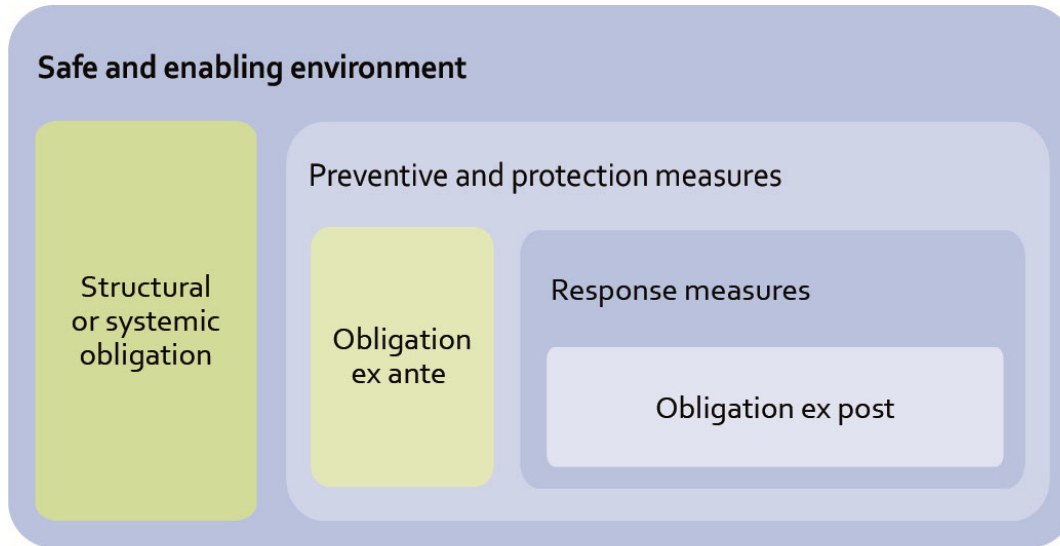 Safe and enabling environment
Preventive and protection measures
Structural
or systemic
obligation
Obligation
ex ante
Response measures
Obligation ex post